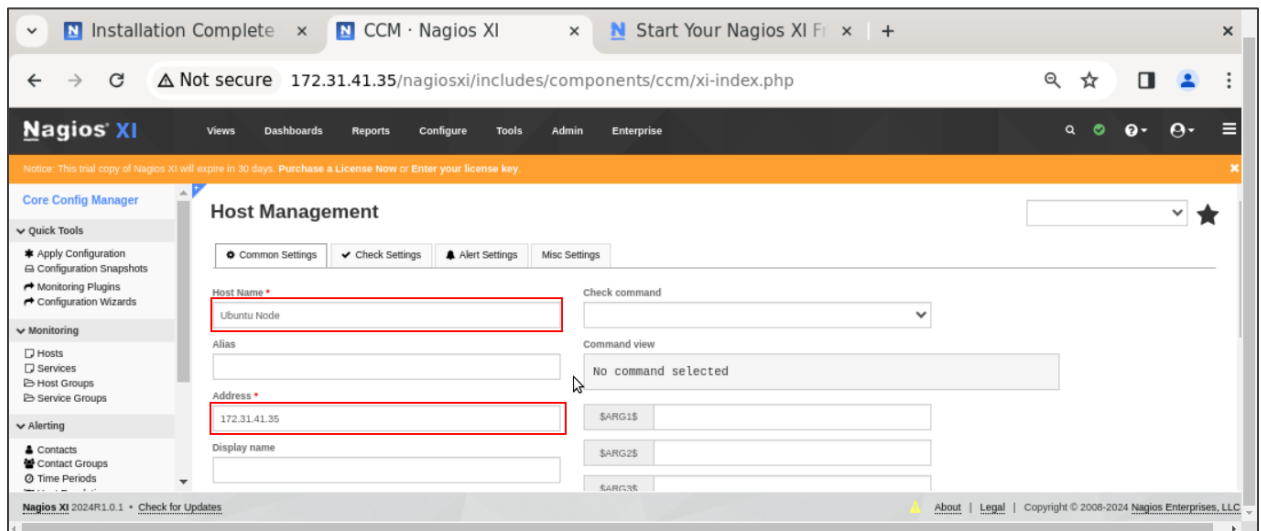 Installation Complete × CCM · Nagios XI × Start Your Nagios XI Fr × + ×
Not secure 172.31.41.35/nagiosxi/includes/components/ccm/xi-index.php
Nagios® XI Views Dashboards Reports Configure Tools Admin Enterprise
Notice: This trial copy of Nagios XI will expire in 30 days. Purchase a License Now or Enter your license key.
Core Config Manager
Quick Tools
Apply Configuration
Configuration Snapshots
Monitoring Plugins
Configuration Wizards
Monitoring
Hosts
Services
Host Groups
Service Groups
Alerting
Contacts
Contact Groups
Time Periods
Host Management
Common Settings Check Settings Alert Settings Misc Settings
Host Name *
Ubuntu Node
Alias
Address *
172.31.41.35
Display name
Check command
Command view
No command selected
$ARG1$
$ARG2$
$ARG3$
Nagios XI 2024R1.0.1 • Check for Updates About | Legal | Copyright © 2008-2024 Nagios Enterprises, LLC